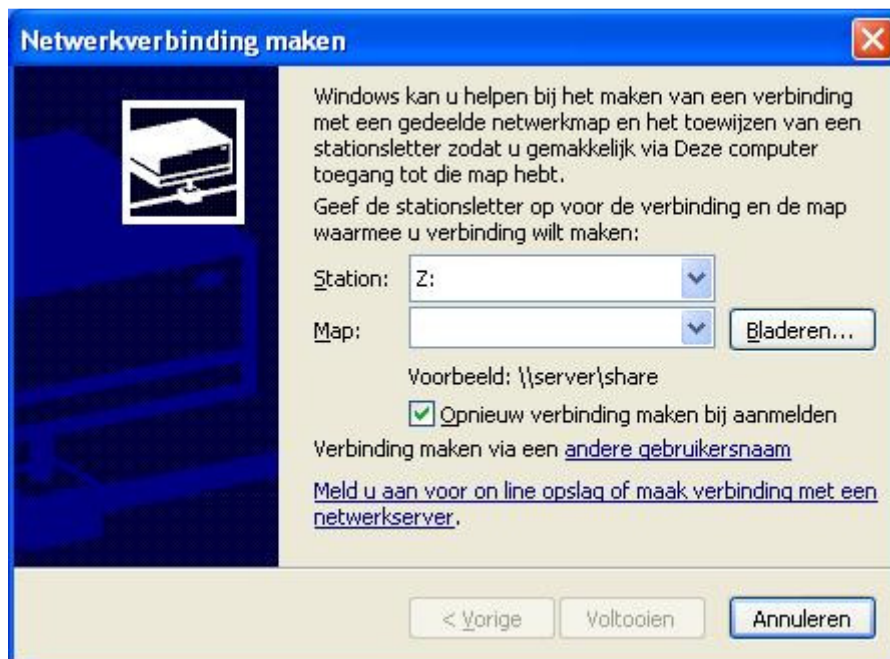 Netwerkverbinding maken
Windows kan u helpen bij het maken van een verbinding
met een gedeelde netwerkmap en het toewijzen van een
stationsletter zodat u gemakkelijk via Deze computer
toegang tot die map hebt.
Geef de stationsletter op voor de verbinding en de map
waarmee u verbinding wilt maken:
Station: Z:
Map: Bladeren...
Voorbeeld: \\server\share
Opnieuw verbinding maken bij aanmelden
Verbinding maken via een andere gebruikersnaam
Meld u aan voor on line opslag of maak verbinding met een
netwerkserver.
< Vorige Voltooien Annuleren